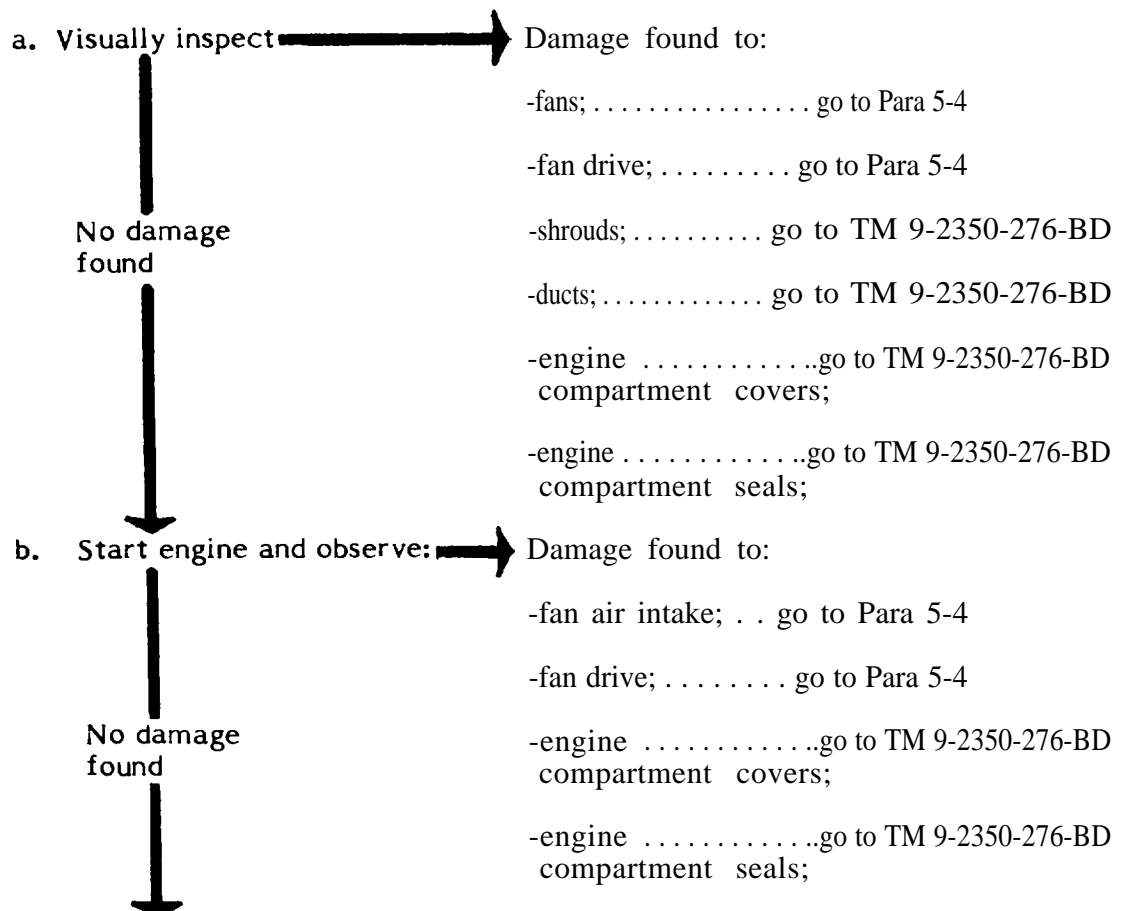 a. Visually inspect Damage found to:
-fans; . . . . . . . . . . . . . . . . go to Para 5-4
-fan drive; . . . . . . . . . go to Para 5-4
No damage
found
-shrouds; . . . . . . . . . . go to TM 9-2350-276-BD
-ducts; . . . . . . . . . . . . . go to TM 9-2350-276-BD
-engine . . . . . . . . . . . . ..go to TM 9-2350-276-BD
compartment covers;
-engine . . . . . . . . . . . . ..go to TM 9-2350-276-BD
compartment seals;
b. Start engine and observe: Damage found to:
-fan air intake; . . go to Para 5-4
-fan drive; . . . . . . . . go to Para 5-4
No damage
found
-engine . . . . . . . . . . . . ..go to TM 9-2350-276-BD
compartment covers;
-engine . . . . . . . . . . . . ..go to TM 9-2350-276-BD
compartment seals;